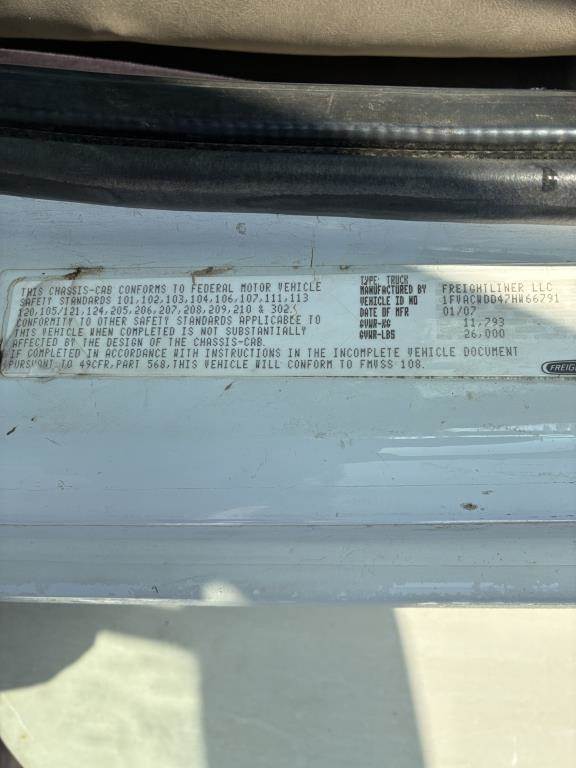 THIS CHASSIS-CAB CONFORMS TO FEDERAL MOTOR VEHICLE
SAFETY STANDARDS 101,102,103,104,106,107,111,113
120,105/121,124,205,206,207,208,209,210 & 302.
CONFORMITY TO OTHER SAFETY STANDARDS APPLICABLE TO
THIS VEHICLE WHEN COMPLETED IS NOT SUBSTANTIALLY
AFFECTED BY THE DESIGN OF THE CHASSIS-CAB.
IF COMPLETED IN ACCORDANCE WITH INSTRUCTIONS IN THE INCOMPLETE VEHICLE DOCUMENT
PURSUANT TO 49CFR,PART 568,THIS VEHICLE WILL CONFORM TO FMVSS 108.
TYPE: TRUCK
MANUFACTURED BY FREIGHTLINER LLC
VEHICLE ID NO 1FVACWDD47HW66791
DATE OF MFR 01/07
GVWR-KG 11,793
GVWR-LBS 26,000
FREIGH